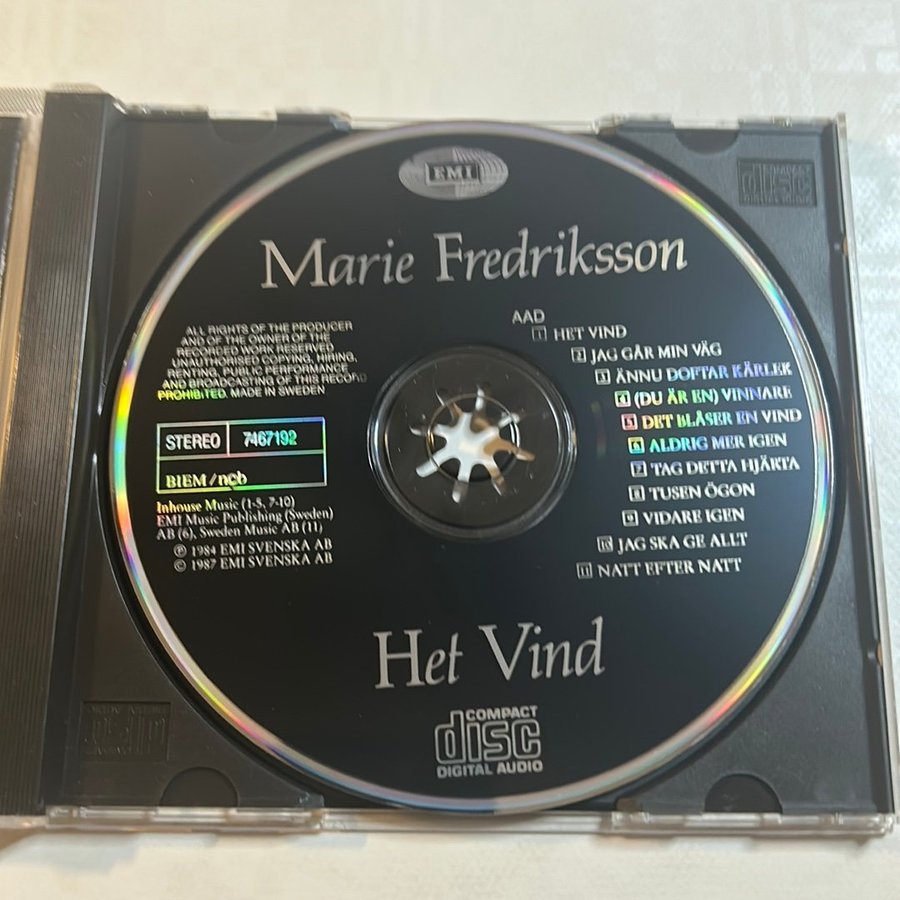 EMI
Marie Fredriksson
ALL RIGHTS OF THE PRODUCER
AND OF THE OWNER OF THE
RECORDED WORK RESERVED
UNAUTHORISED COPYING, HIRING,
RENTING, PUBLIC PERFORMANCE
AND BROADCASTING OF THIS RECORD
PROHIBITED. MADE IN SWEDEN
STEREO 7467192
BIEM/ncb
Inhouse Music (1-5, 7-10)
EMI Music Publishing (Sweden)
AB (6), Sweden Music AB (11)
℗ 1984 EMI SVENSKA AB
© 1987 EMI SVENSKA AB
AAD
1 HET VIND
2 JAG GÅR MIN VÄG
3 ÄNNU DOFTAR KÄRLEK
4 (DU ÄR EN) VINNARE
5 DET BLÅSER EN VIND
6 ALDRIG MER IGEN
7 TAG DETTA HJÄRTA
8 TUSEN ÖGON
9 VIDARE IGEN
10 JAG SKA GE ALLT
11 NATT EFTER NATT
Het Vind
COMPACT
disc
DIGITAL AUDIO
disc